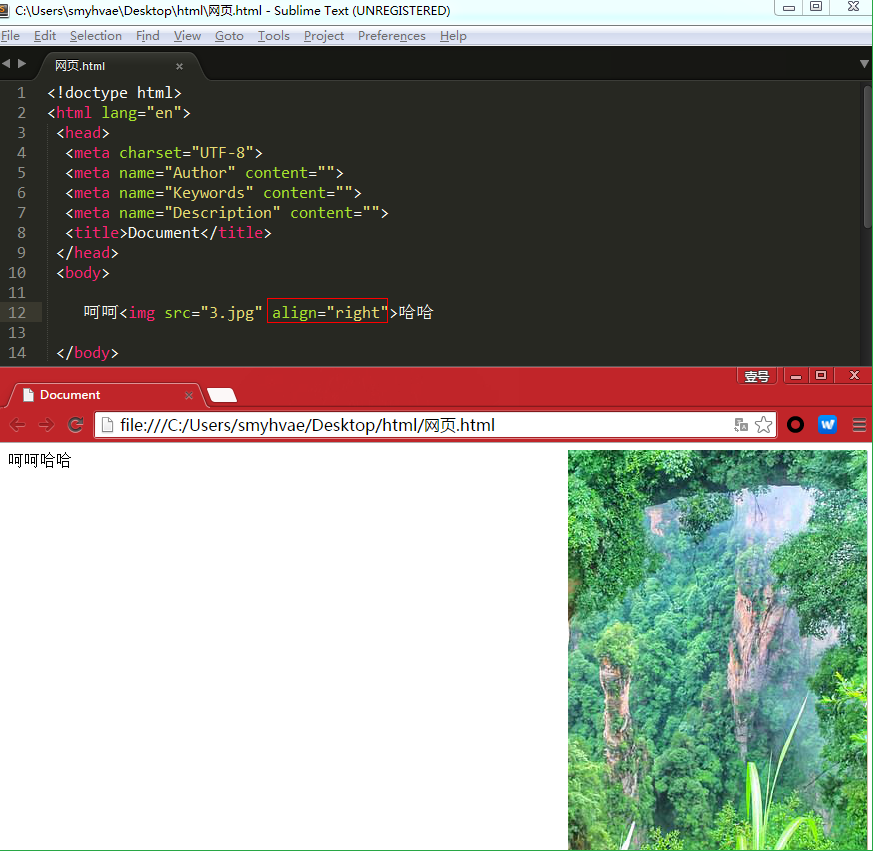 C:\Users\smyhvae\Desktop\html\网页.html - Sublime Text (UNREGISTERED)
File Edit Selection Find View Goto Tools Project Preferences Help
网页.html ×
1 <!doctype html>
2 <html lang="en">
3 <head>
4 <meta charset="UTF-8">
5 <meta name="Author" content="">
6 <meta name="Keywords" content="">
7 <meta name="Description" content="">
8 <title>Document</title>
9 </head>
10 <body>
11
12 呵呵<img src="3.jpg" align="right">哈哈
13
14 </body>
壹号
Document ×
file:///C:/Users/smyhvae/Desktop/html/网页.html W
呵呵哈哈